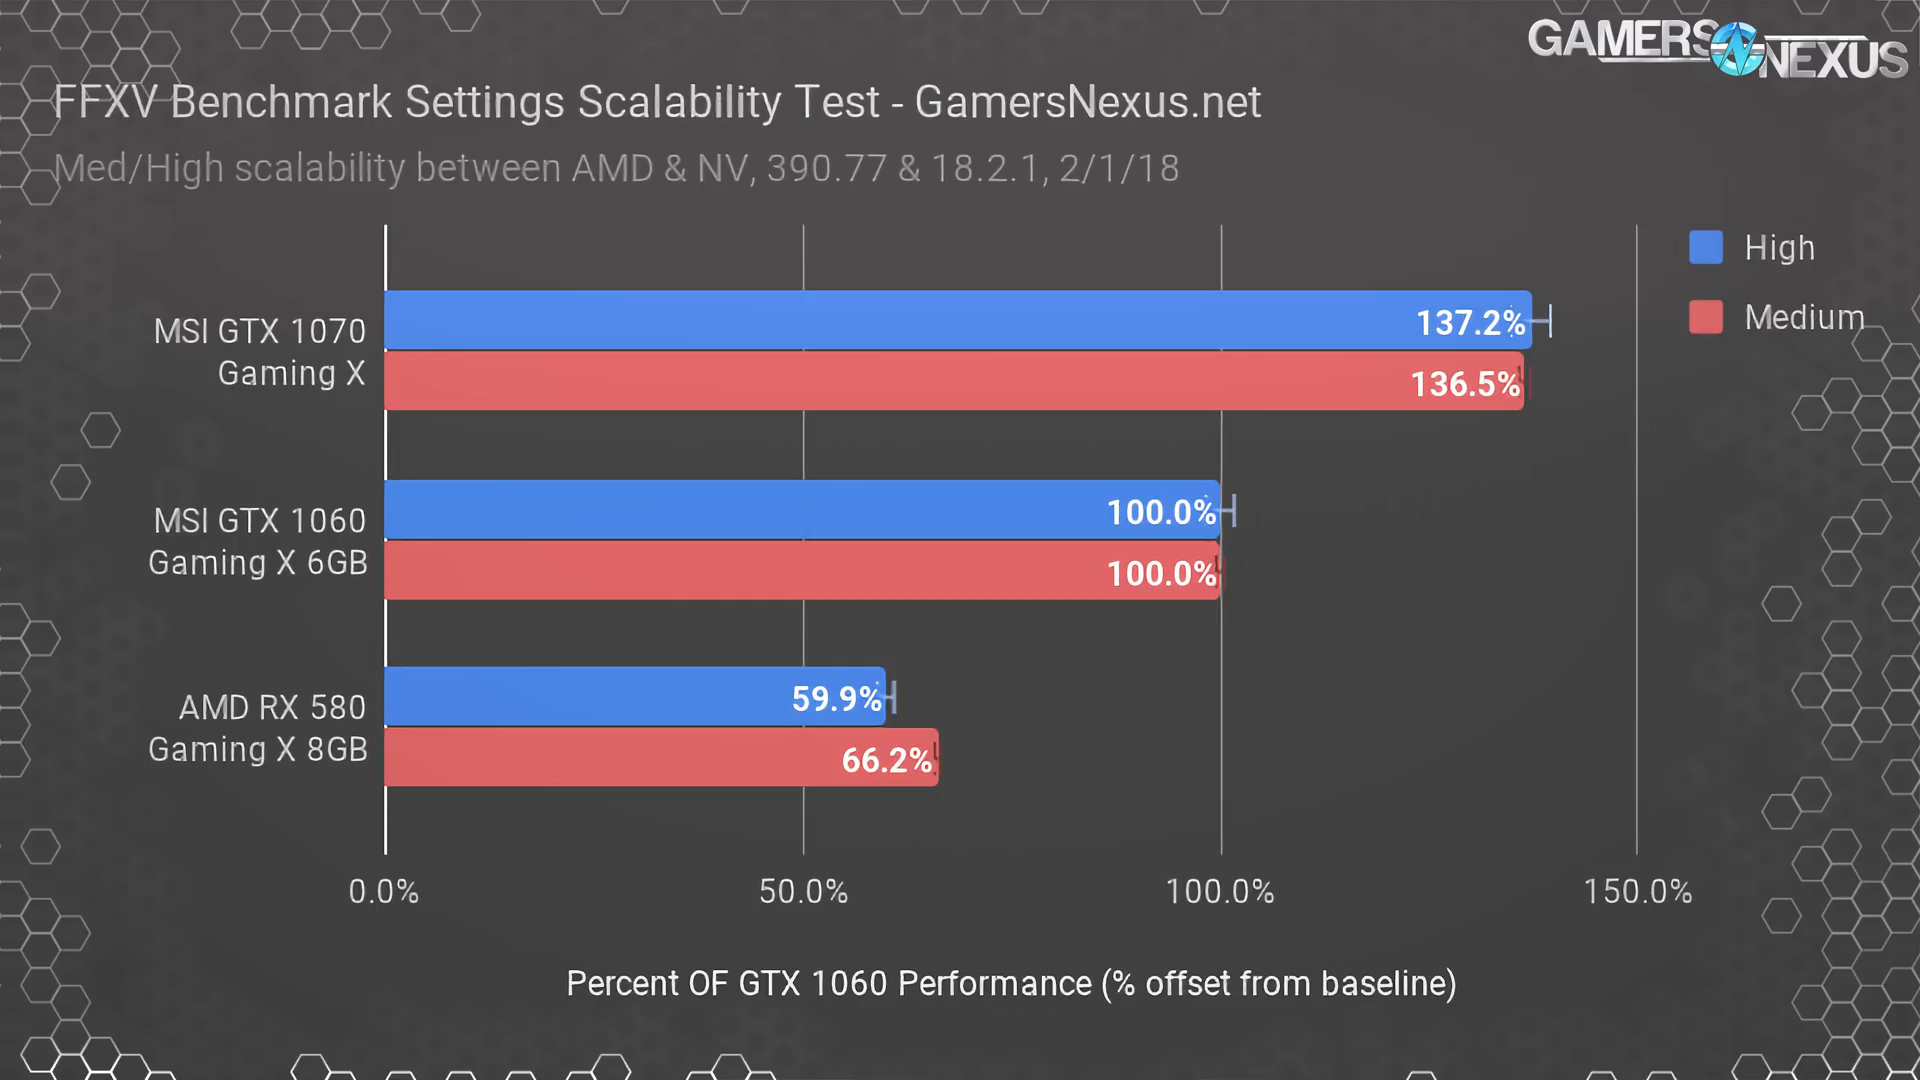 GAMERS NEXUS
FFXV Benchmark Settings Scalability Test - GamersNexus.net
Med/High scalability between AMD & NV, 390.77 & 18.2.1, 2/1/18
High
Medium
MSI GTX 1070
Gaming X
137.2%
136.5%
MSI GTX 1060
Gaming X 6GB
100.0%
100.0%
AMD RX 580
Gaming X 8GB
59.9%
66.2%
0.0% 50.0% 100.0% 150.0%
Percent OF GTX 1060 Performance (% offset from baseline)